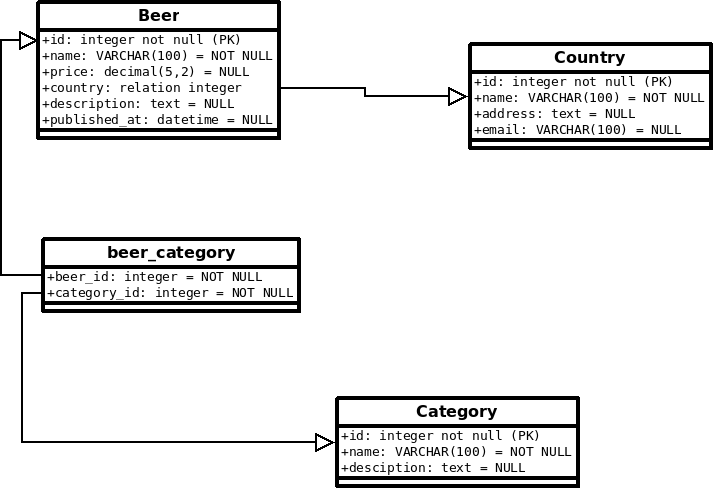 Beer
+id: integer not null (PK)
+name: VARCHAR(100) = NOT NULL
+price: decimal(5,2) = NULL
+country: relation integer
+description: text = NULL
+published_at: datetime = NULL
Country
+id: integer not null (PK)
+name: VARCHAR(100) = NOT NULL
+address: text = NULL
+email: VARCHAR(100) = NULL
beer_category
+beer_id: integer = NOT NULL
+category_id: integer = NOT NULL
Category
+id: integer not null (PK)
+name: VARCHAR(100) = NOT NULL
+desciption: text = NULL